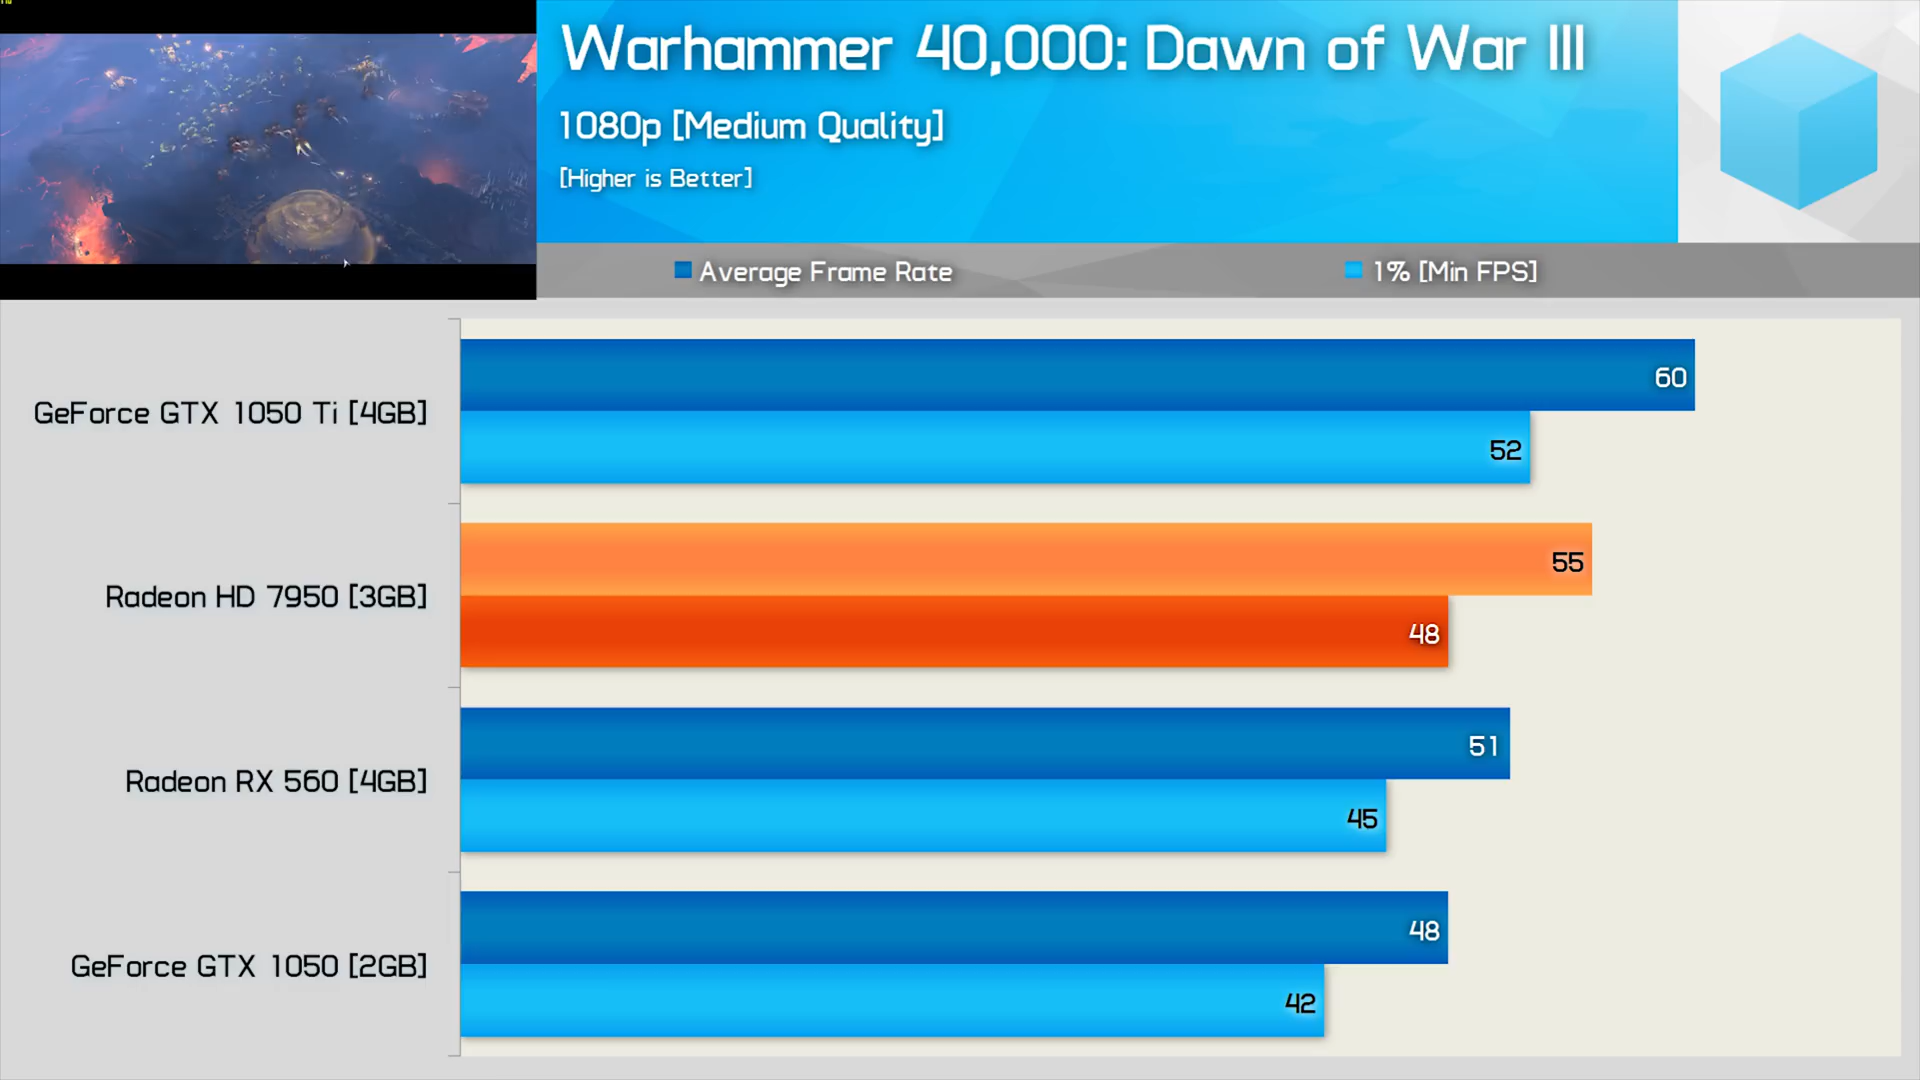 Warhammer 40,000: Dawn of War III
1080p [Medium Quality]
[Higher is Better]
Average Frame Rate
1% [Min FPS]
GeForce GTX 1050 Ti [4GB]
60
52
Radeon HD 7950 [3GB]
55
48
Radeon RX 560 [4GB]
51
45
GeForce GTX 1050 [2GB]
48
42